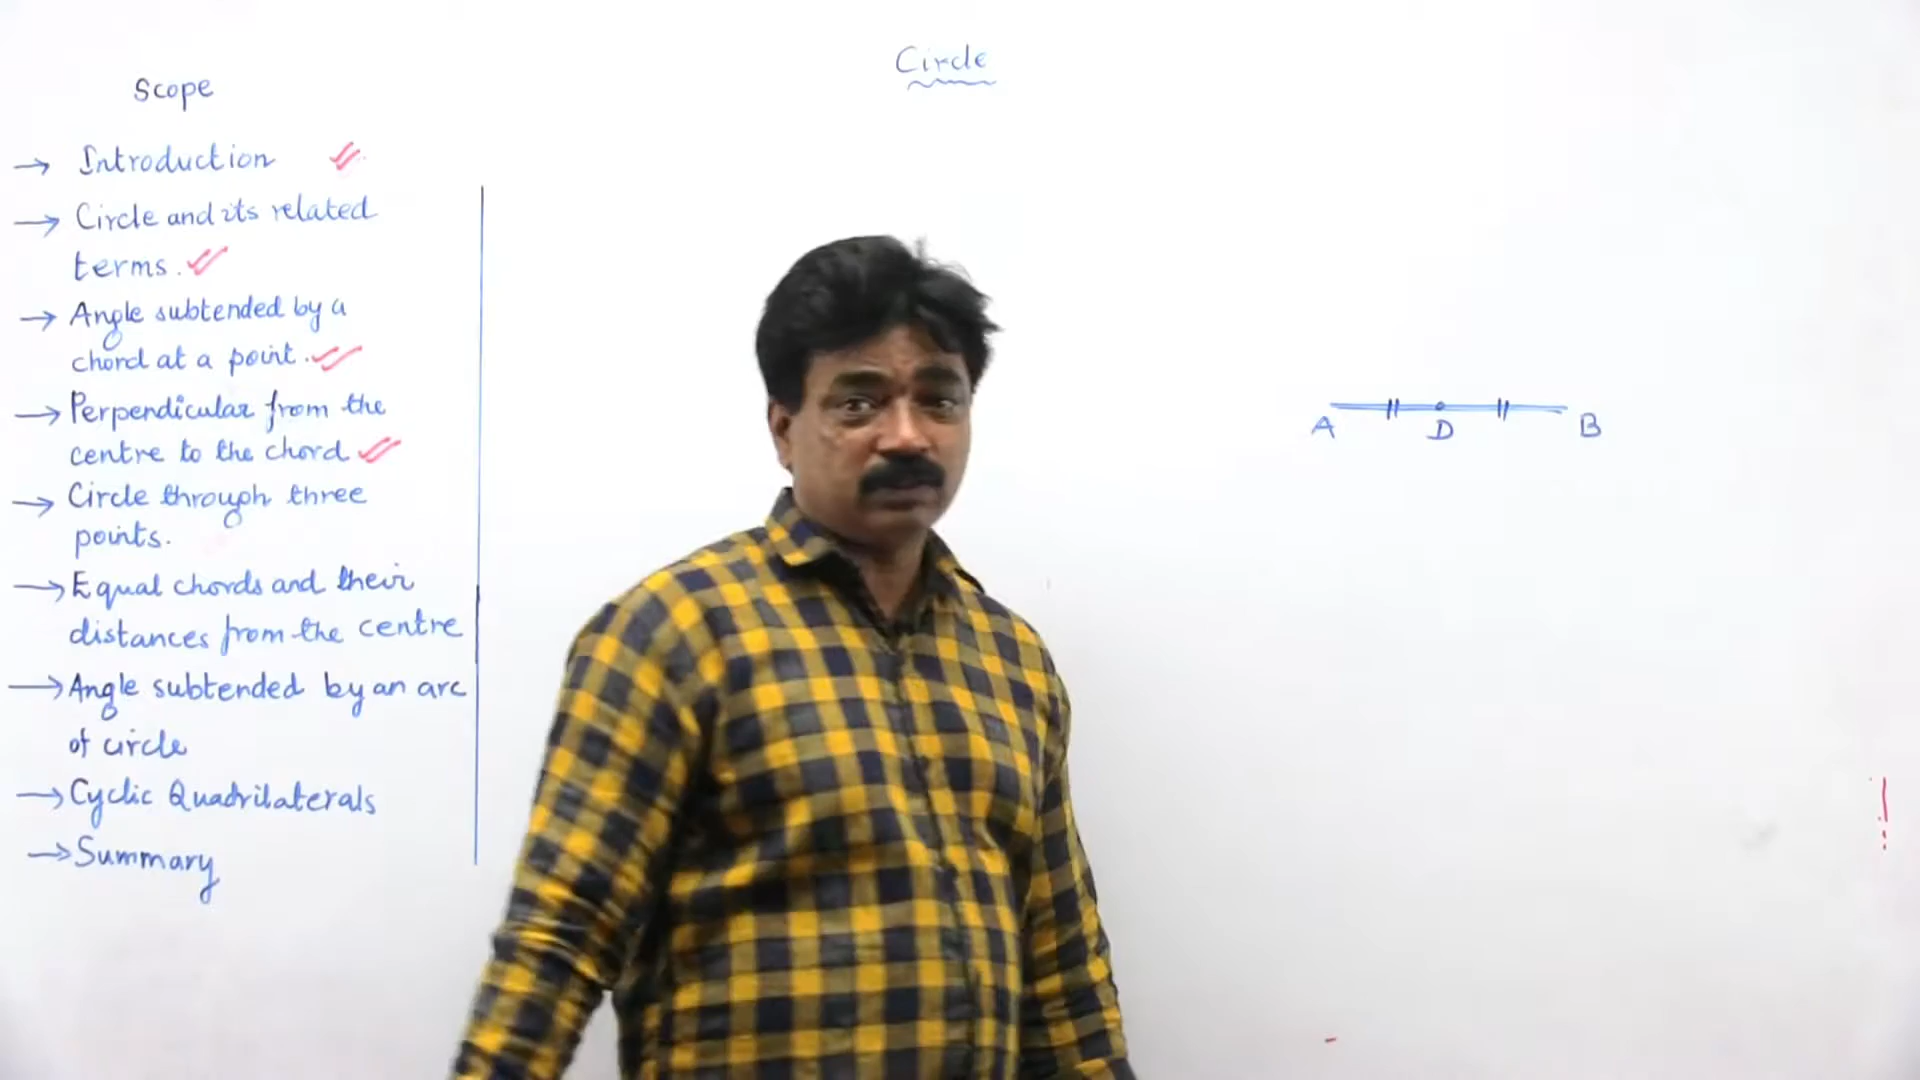 Circle
Scope
→ Introduction
→ Circle and its related
terms.
→ Angle subtended by a
chord at a point.
→ Perpendicular from the
centre to the chord
→ Circle through three
points.
→ Equal chords and their
distances from the centre
→ Angle subtended by an arc
of circle
→ Cyclic Quadrilaterals
→ Summary
A D B